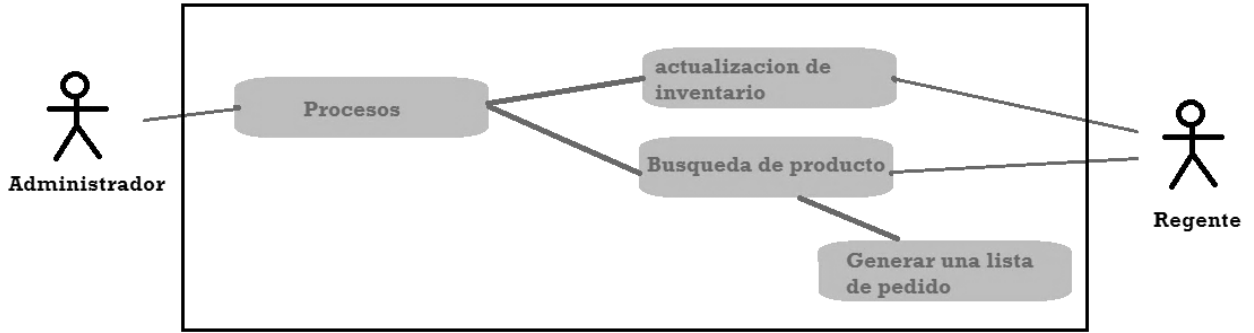 actualizacion de
inventario
Procesos
Busqueda de producto
Administrador
Regente
Generar una lista
de pedido